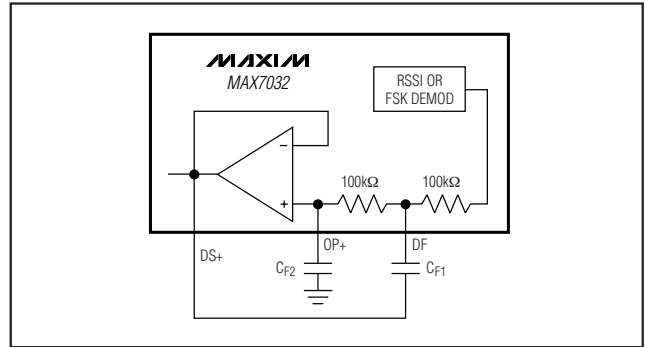 MAXIM
MAX7032
RSSI OR
FSK DEMOD
−
+
100kΩ
100kΩ
DS+
OP+
DF
CF2
CF1